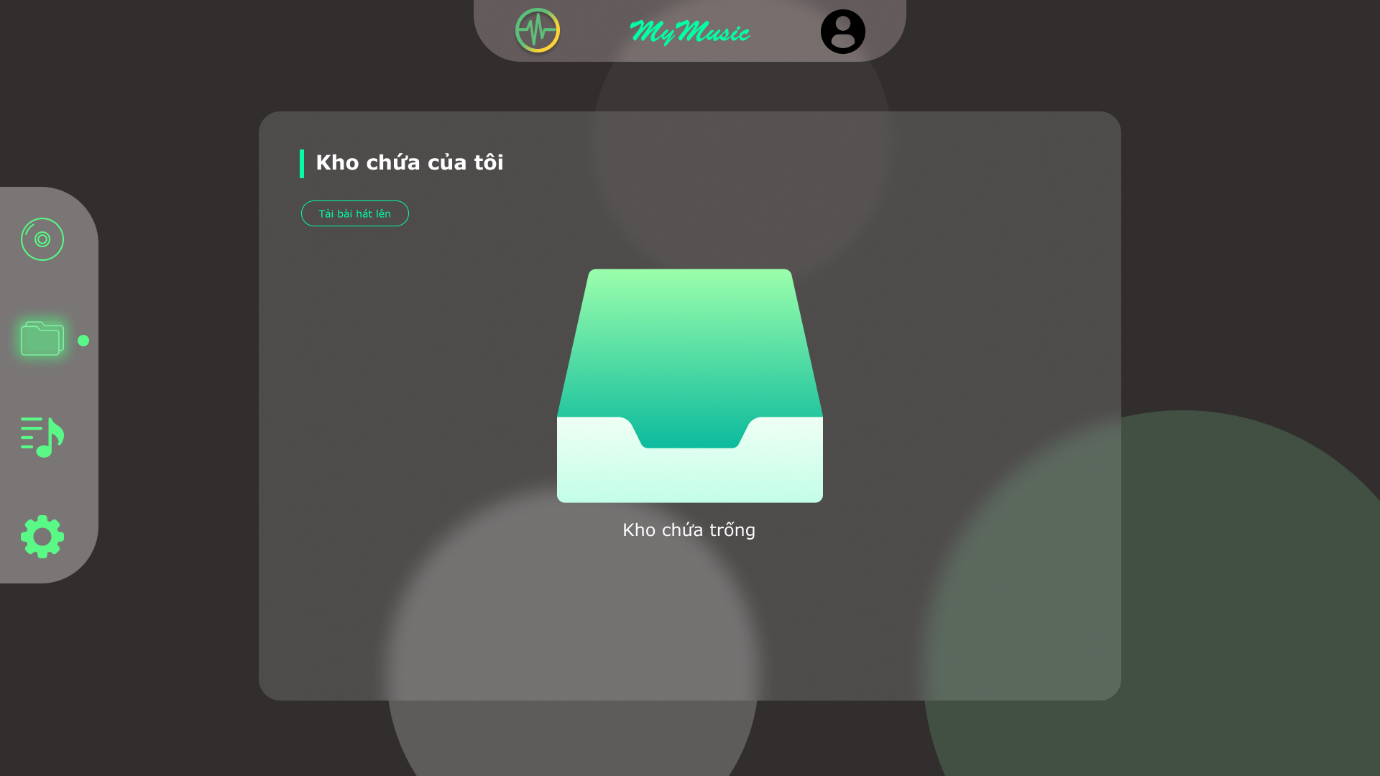 MyMusic
Kho chứa của tôi
Tải bài hát lên
Kho chứa trống